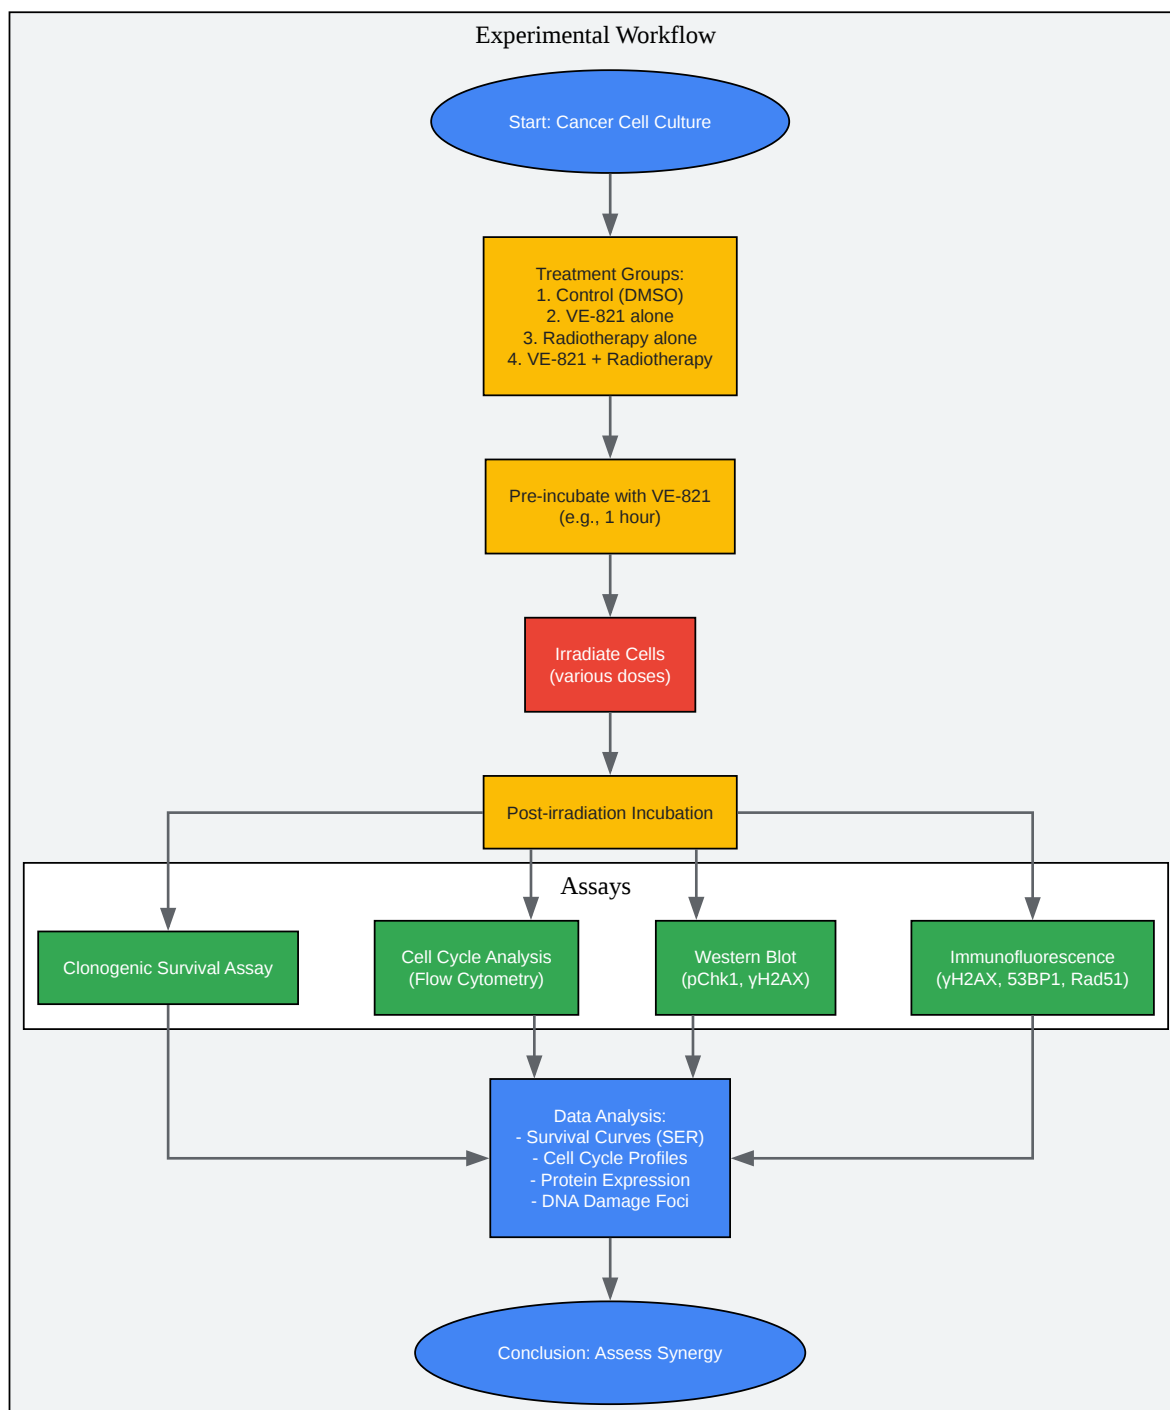 Experimental Workflow
Start: Cancer Cell Culture
Treatment Groups:
1. Control (DMSO)
2. VE-821 alone
3. Radiotherapy alone
4. VE-821 + Radiotherapy
Pre-incubate with VE-821
(e.g., 1 hour)
Irradiate Cells
(various doses)
Post-irradiation Incubation
Assays
Clonogenic Survival Assay
Cell Cycle Analysis
(Flow Cytometry)
Western Blot
(pChk1, γH2AX)
Immunofluorescence
(γH2AX, 53BP1, Rad51)
Data Analysis:
- Survival Curves (SER)
- Cell Cycle Profiles
- Protein Expression
- DNA Damage Foci
Conclusion: Assess Synergy